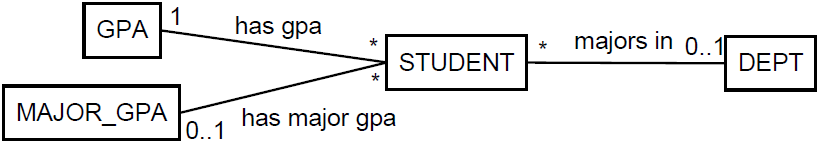 GPA
1
has gpa
*
*
STUDENT
*
majors in
0..1
DEPT
MAJOR_GPA
0..1
has major gpa